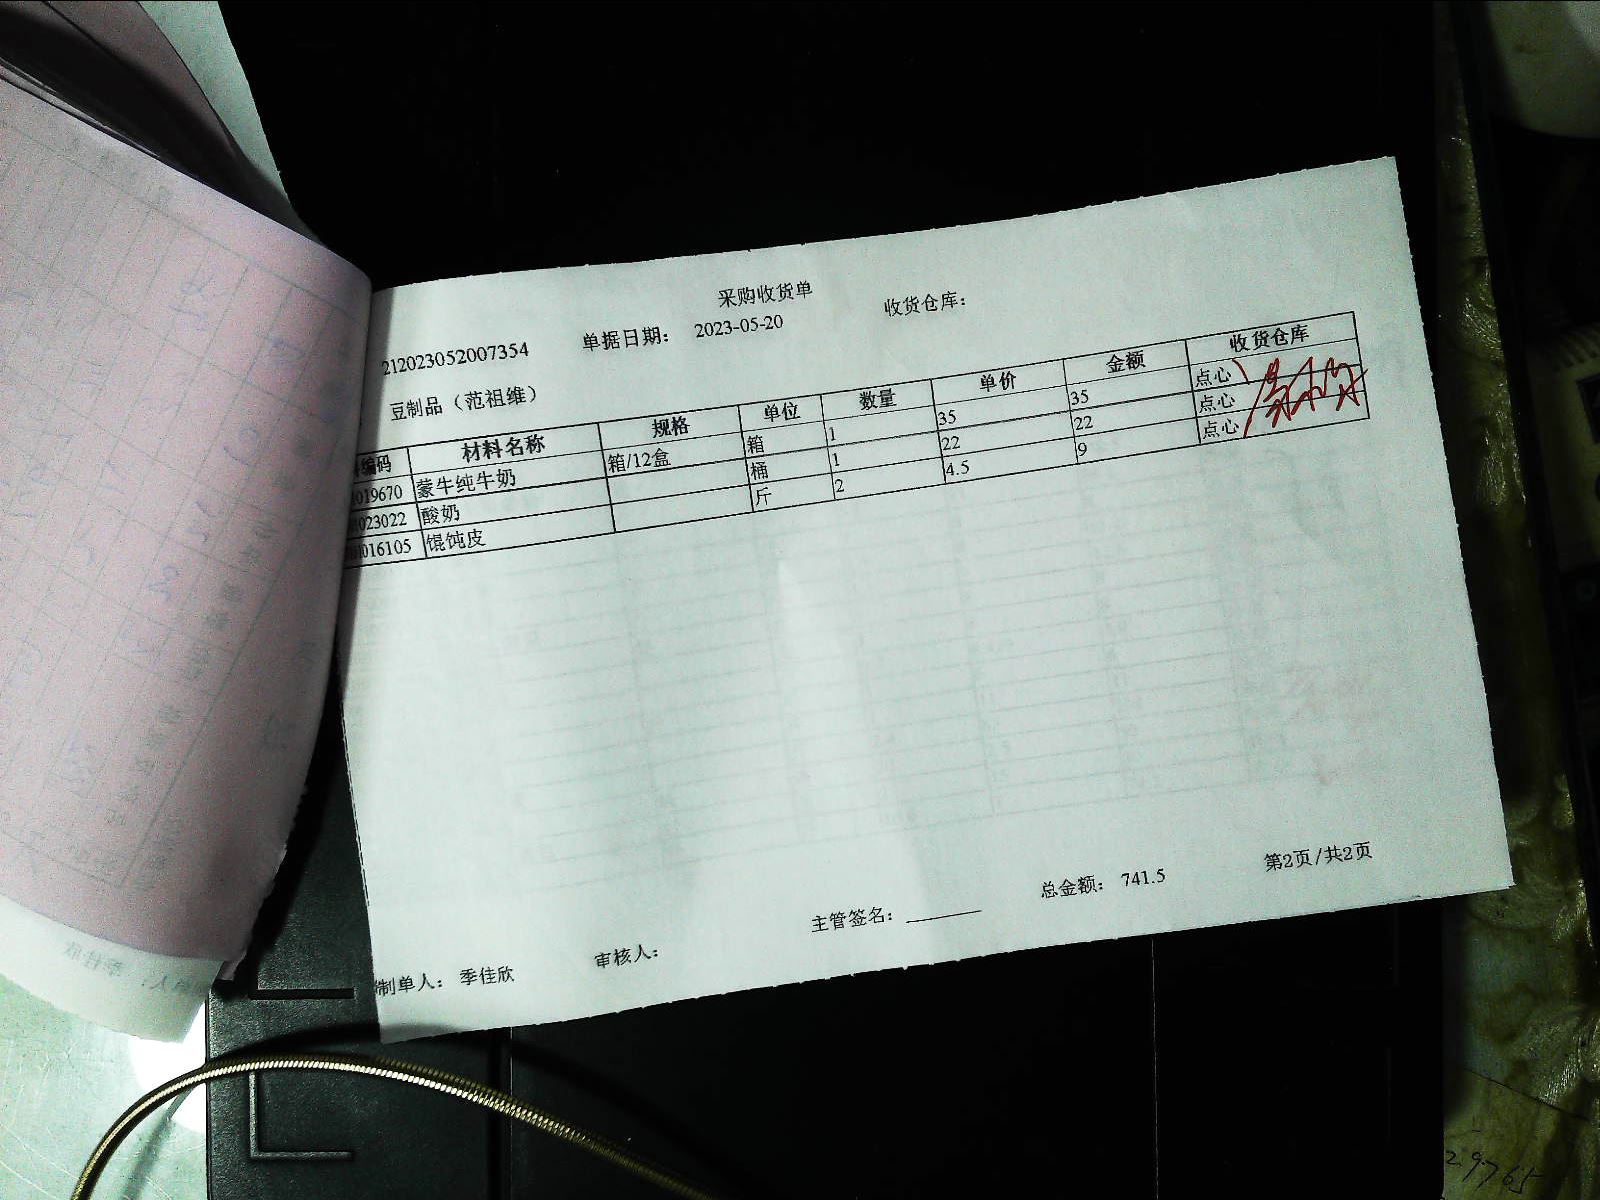 采购收货单
212023052007354 单据日期： 2023-05-20 收货仓库：
豆制品（范祖维）
编码 材料名称 规格 单位 数量 单价 金额 收货仓库
019670 蒙牛纯牛奶 箱/12盒 箱 1 35 35 点心
023022 酸奶 桶 1 22 22 点心
016105 馄饨皮 斤 2 4.5 9 点心
制单人： 季佳欣 审核人： 主管签名： 总金额： 741.5 第2页/共2页
29765